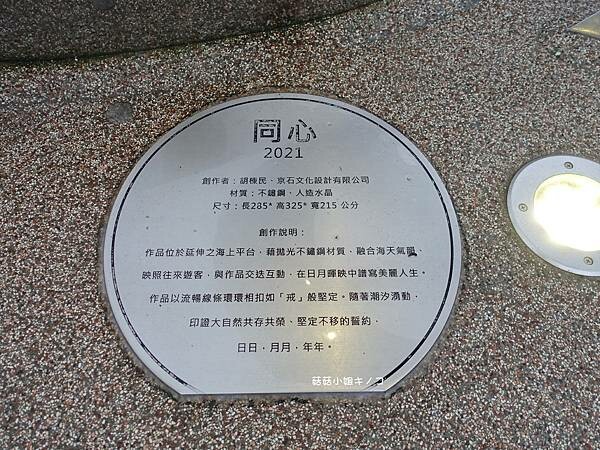 同心
2021
創作者：胡棟民、京石文化設計有限公司
材質：不鏽鋼、人造水晶
尺寸：長285* 高325* 寬215 公分
創作說明：
作品位於延伸之海上平台，藉拋光不鏽鋼材質，融合海天氣韻、
映照往來遊客，與作品交迭互動，在日月暉映中譜寫美麗人生。
作品以流暢線條環環相扣如「戒」般堅定。隨著潮汐湧動，
印證大自然共存共榮、堅定不移的誓約，
日日，月月，年年。
菇菇小姐キノコ